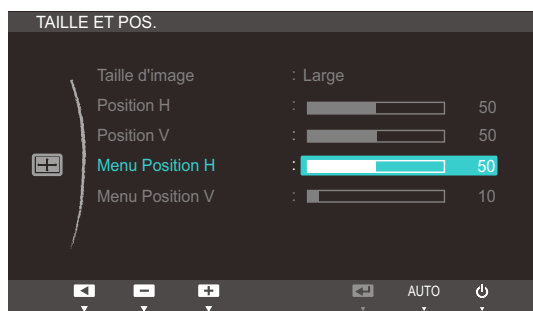 TAILLE ET POS.
Taille d'image : Large
Position H : 50
Position V : 50
Menu Position H : 50
Menu Position V : 10
AUTO